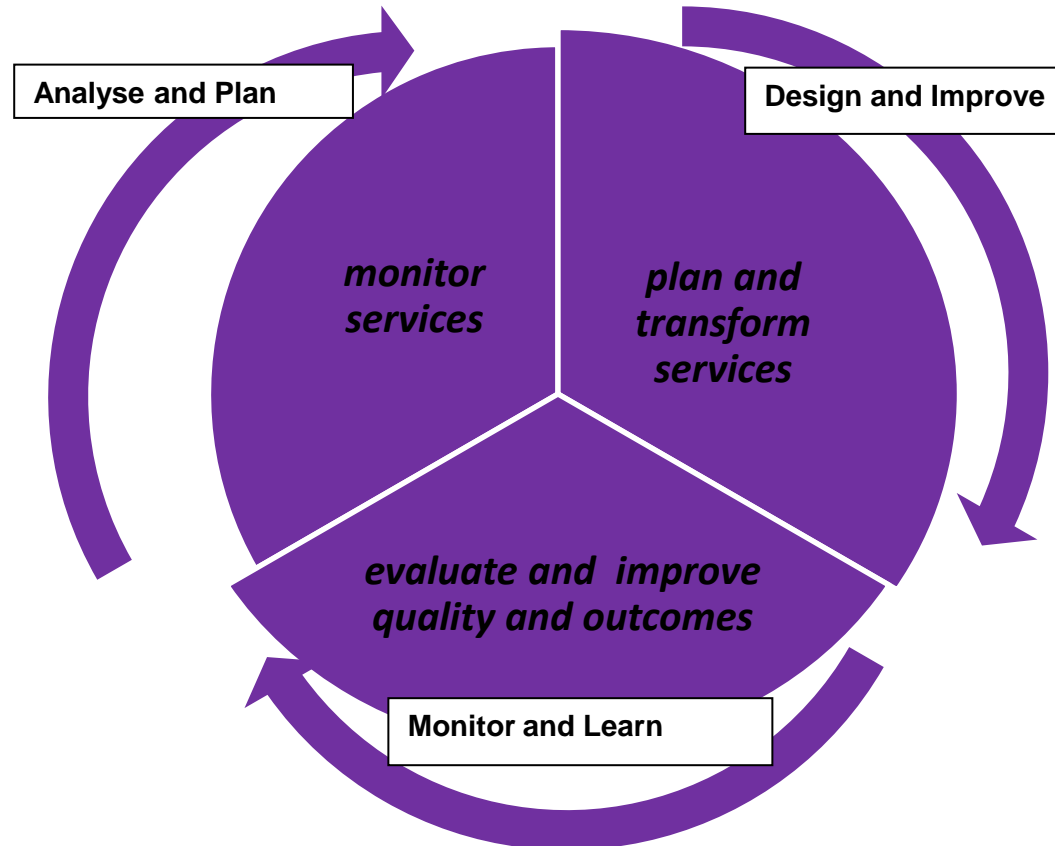 Analyse and Plan
Design and Improve
monitor
services
plan and
transform
services
evaluate and  improve
quality and outcomes
Monitor and Learn